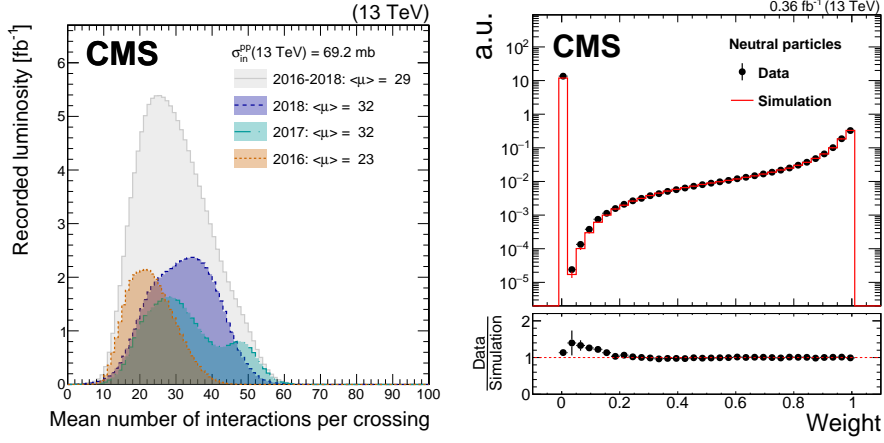 (13 TeV)
CMS
σ_in^pp(13 TeV) = 69.2 mb
2016-2018: <μ> = 29
2018: <μ> = 32
2017: <μ> = 32
2016: <μ> = 23
Recorded luminosity [fb⁻¹]
6
5
4
3
2
1
0
0 10 20 30 40 50 60 70 80 90 100
Mean number of interactions per crossing
0.36 fb⁻¹ (13 TeV)
a.u.
CMS
Neutral particles
Data
Simulation
10²
10
1
10⁻¹
10⁻²
10⁻³
10⁻⁴
10⁻⁵
Data
Simulation
2
1
0
0 0.2 0.4 0.6 0.8 1
Weight